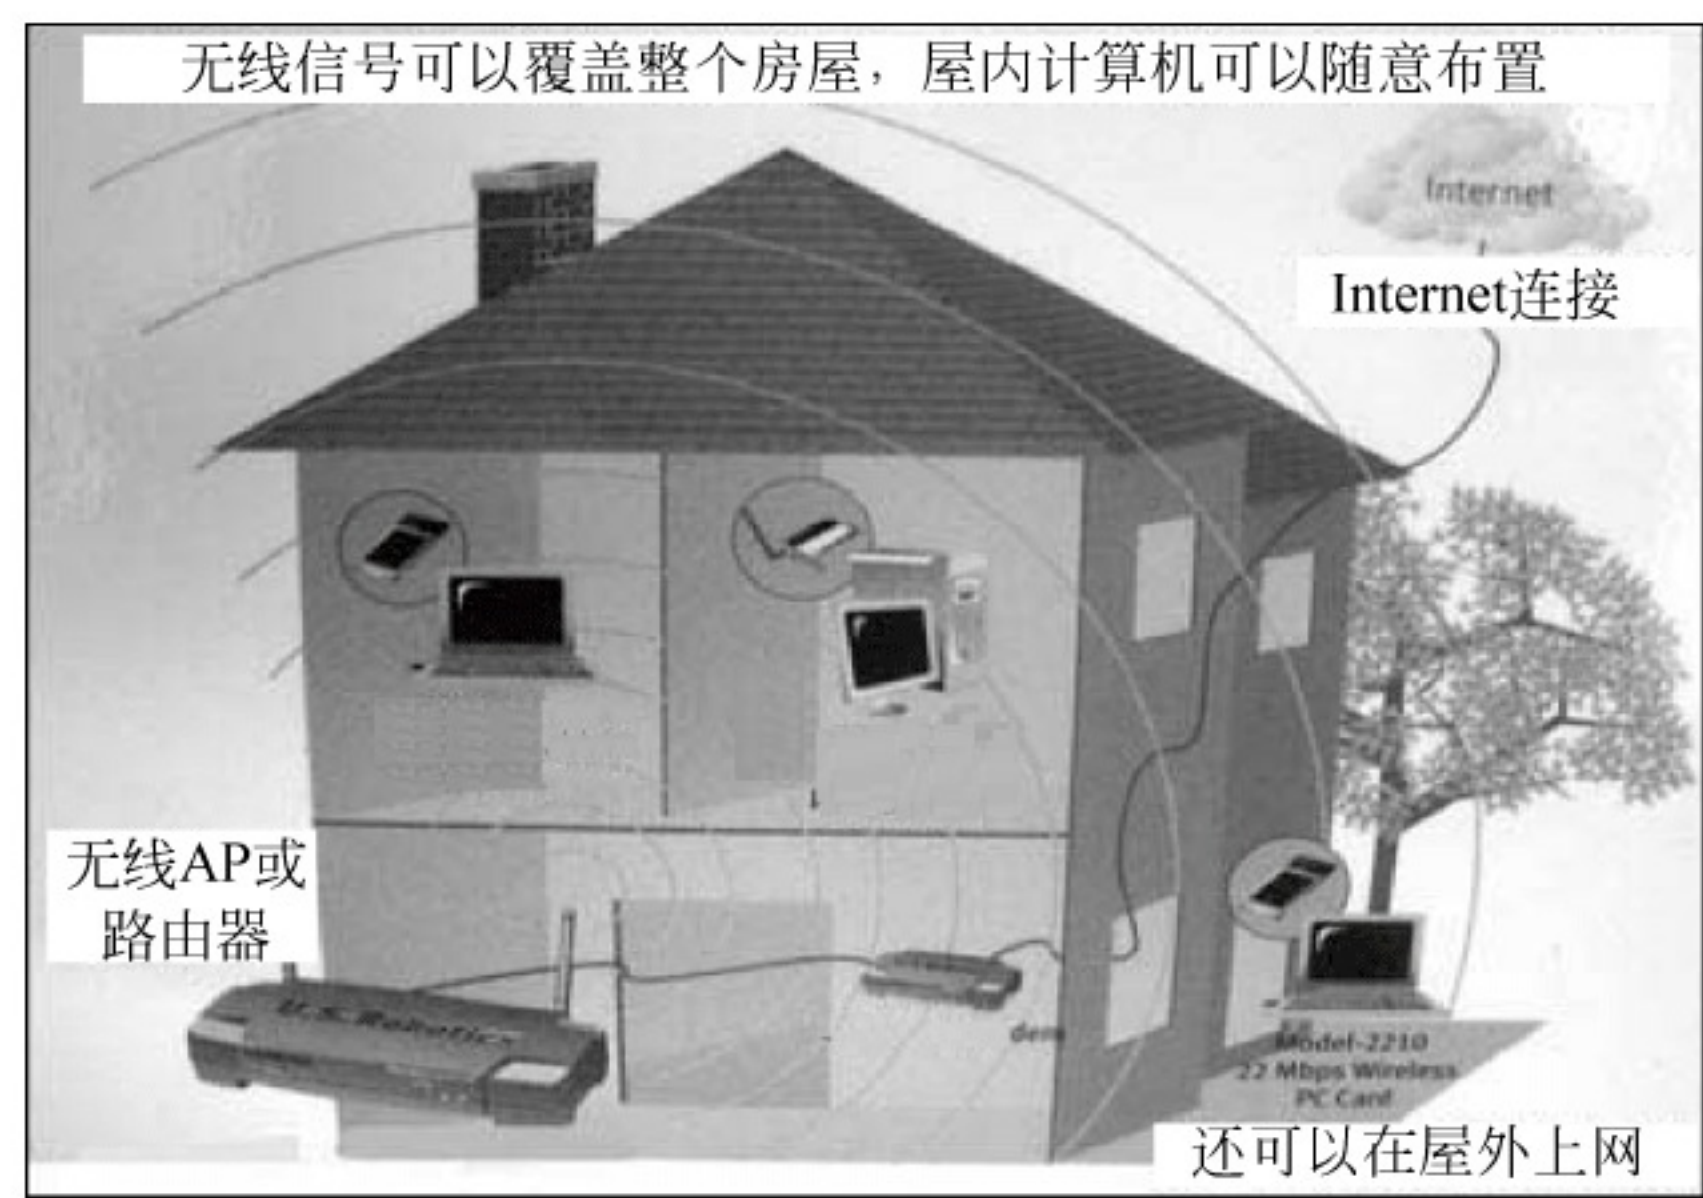 无线信号可以覆盖整个房屋，屋内计算机可以随意布置
Internet
Internet连接
无线AP或
路由器
U.S.Robotics
dem
Model-2210
22 Mbps Wireless
PC Card
还可以在屋外上网